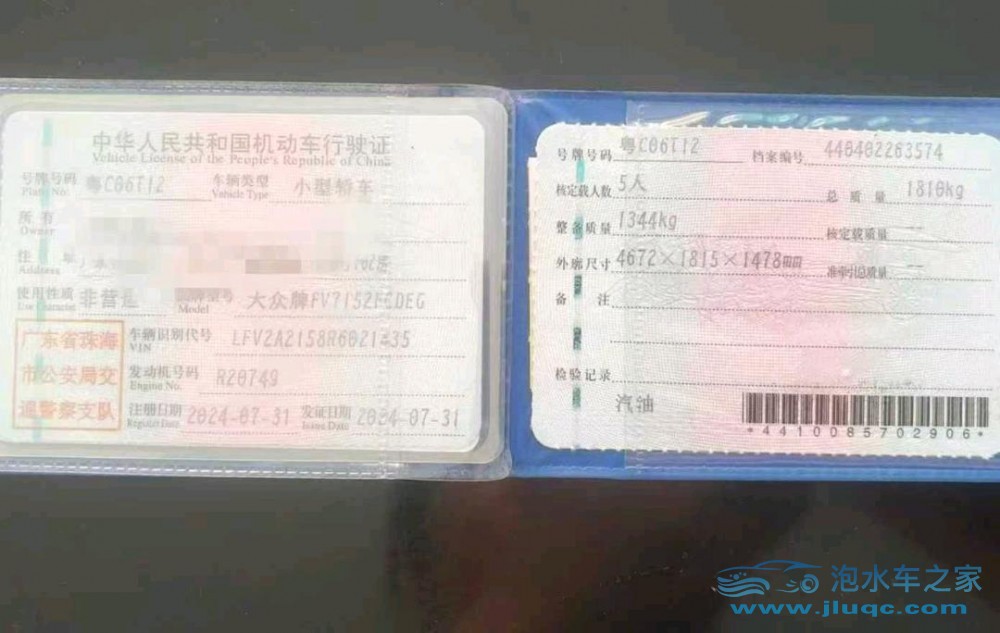 中华人民共和国机动车行驶证
Vehicle License of the People's Republic of China
号牌号码 粤C06T12 车辆类型 小型轿车
Plate No. Vehicle Type
所有
Owner
住 址
Address
使用性质 非营运 型号 大众牌FV7152FCDEG
Use Character Model
广东省珠海
市公安局交
通警察支队
车辆识别代号 LFV2A2158R6021435
VIN
发动机号码 R20749
Engine No.
注册日期 2024-07-31 发证日期 2024-07-31
Register Date Issue Date
号牌号码 粤C06T12 档案编号 440402263574
核定载人数 5人 总质量 1810kg
整备质量 1344kg 核定载质量 --
外廓尺寸 4672×1815×1478mm 准牵引总质量 --
备 注
检验记录
汽油
*4410085702906*
泡水车之家
www.jluqc.com